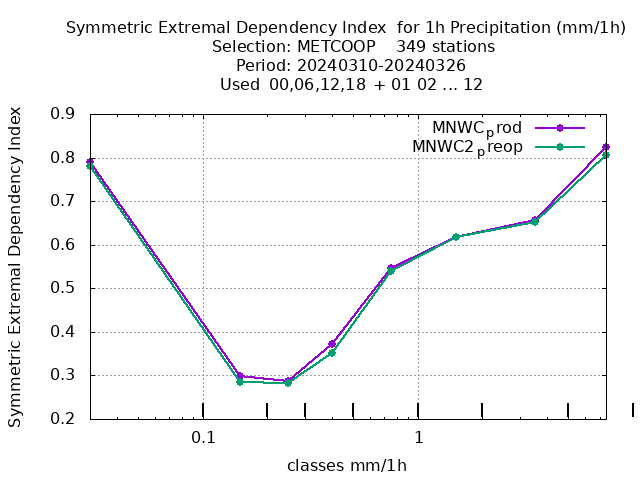 Symmetric Extremal Dependency Index for 1h Precipitation (mm/1h)
Selection: METCOOP 349 stations
Period: 20240310-20240326
Used 00,06,12,18 + 01 02 ... 12
Symmetric Extremal Dependency Index
0.9
0.8
0.7
0.6
0.5
0.4
0.3
0.2
MNWCprod
MNWC2preop
0.1
1
classes mm/1h